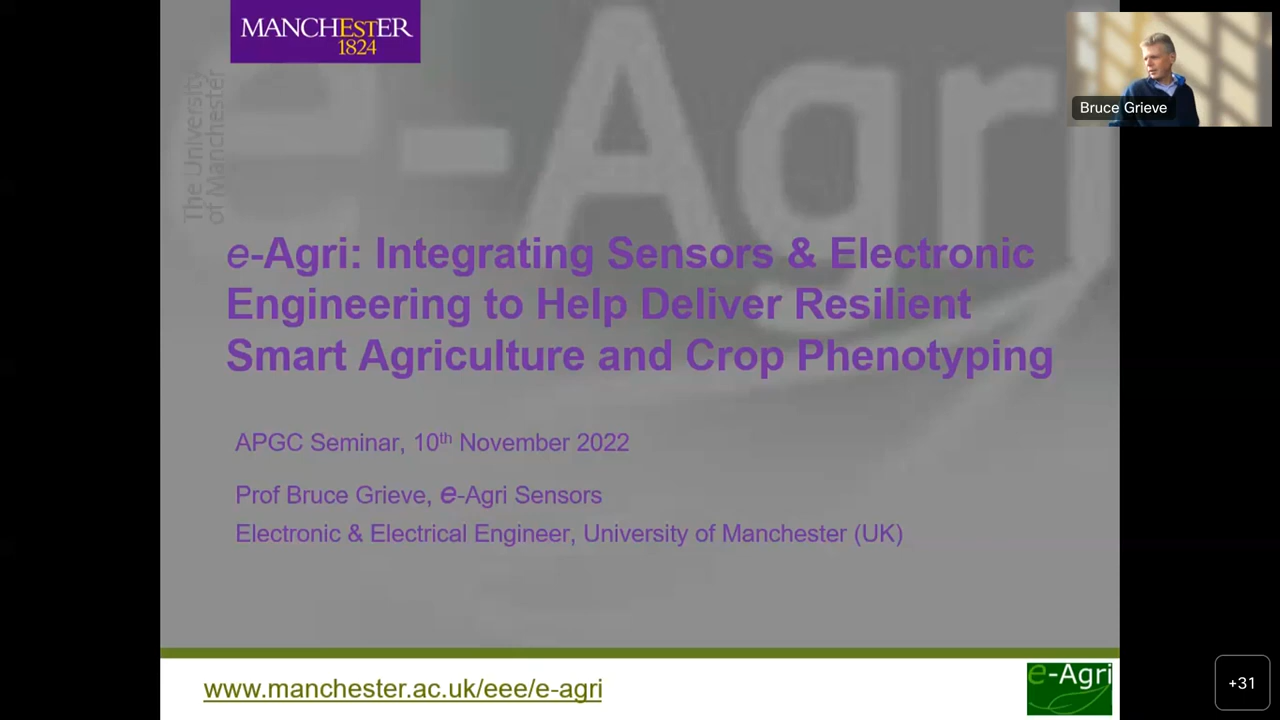 MANCHESTER
1824
The University
of Manchester
e-Agri
Bruce Grieve
e-Agri: Integrating Sensors & Electronic
Engineering to Help Deliver Resilient
Smart Agriculture and Crop Phenotyping
APGC Seminar, 10th November 2022
Prof Bruce Grieve, e-Agri Sensors
Electronic & Electrical Engineer, University of Manchester (UK)
www.manchester.ac.uk/eee/e-agri
e-Agri
+31